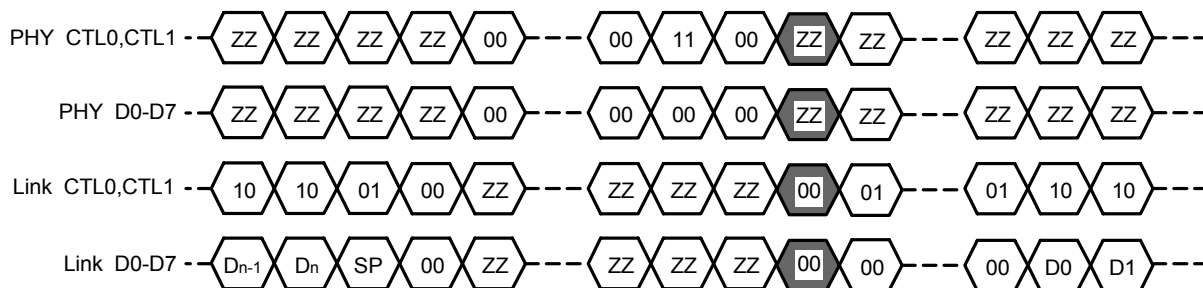 PHY CTL0,CTL1 ZZ ZZ ZZ ZZ 00 00 11 00 ZZ ZZ ZZ ZZ ZZ
PHY D0-D7 ZZ ZZ ZZ ZZ 00 00 00 00 ZZ ZZ ZZ ZZ ZZ
Link CTL0,CTL1 10 10 01 00 ZZ ZZ ZZ ZZ 00 01 01 10 10
Link D0-D7 Dn-1 Dn SP 00 ZZ ZZ ZZ ZZ 00 00 00 D0 D1